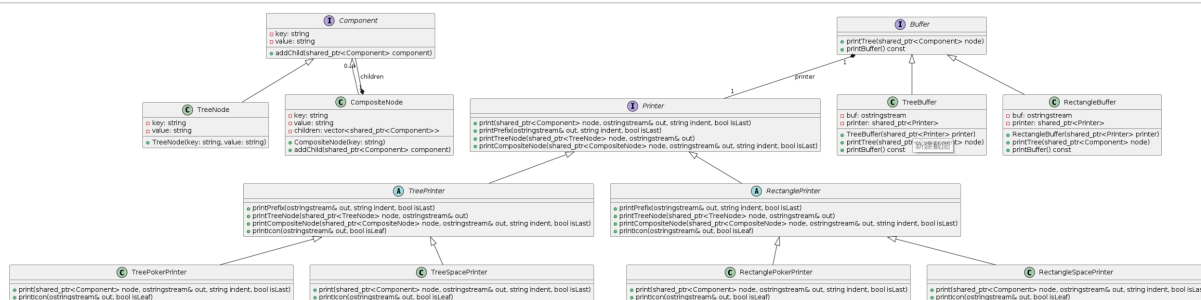 I Component
key: string
value: string
addChild(shared_ptr<Component> component)
I Buffer
printTree(shared_ptr<Component> node)
printBuffer() const
0..*
children
1
printer
1
C TreeNode
key: string
value: string
TreeNode(key: string, value: string)
C CompositeNode
key: string
value: string
children: vector<shared_ptr<Component>>
CompositeNode(key: string)
addChild(shared_ptr<Component> component)
I Printer
print(shared_ptr<Component> node, ostringstream& out, string indent, bool isLast)
printPrefix(ostringstream& out, string indent, bool isLast)
printTreeNode(shared_ptr<TreeNode> node, ostringstream& out)
printCompositeNode(shared_ptr<CompositeNode> node, ostringstream& out, string indent, bool isLast)
C TreeBuffer
buf: ostringstream
printer: shared_ptr<Printer>
TreeBuffer(shared_ptr<Printer> printer)
printTree(shared_ptr<Component> node)
printBuffer() const
新建截图
C RectangleBuffer
buf: ostringstream
printer: shared_ptr<Printer>
RectangleBuffer(shared_ptr<Printer> printer)
printTree(shared_ptr<Component> node)
printBuffer() const
A TreePrinter
printPrefix(ostringstream& out, string indent, bool isLast)
printTreeNode(shared_ptr<TreeNode> node, ostringstream& out)
printCompositeNode(shared_ptr<CompositeNode> node, ostringstream& out, string indent, bool isLast)
printIcon(ostringstream& out, bool isLeaf)
A RectanglePrinter
printPrefix(ostringstream& out, string indent, bool isLast)
printTreeNode(shared_ptr<TreeNode> node, ostringstream& out)
printCompositeNode(shared_ptr<CompositeNode> node, ostringstream& out, string indent, bool isLast)
printIcon(ostringstream& out, bool isLeaf)
C TreePokerPrinter
print(shared_ptr<Component> node, ostringstream& out, string indent, bool isLast)
printIcon(ostringstream& out, bool isLeaf)
C TreeSpacePrinter
print(shared_ptr<Component> node, ostringstream& out, string indent, bool isLast)
printIcon(ostringstream& out, bool isLeaf)
C RectanglePokerPrinter
print(shared_ptr<Component> node, ostringstream& out, string indent, bool isLast)
printIcon(ostringstream& out, bool isLeaf)
C RectangleSpacePrinter
print(shared_ptr<Component> node, ostringstream& out, string indent, bool isLas
printIcon(ostringstream& out, bool isLeaf)